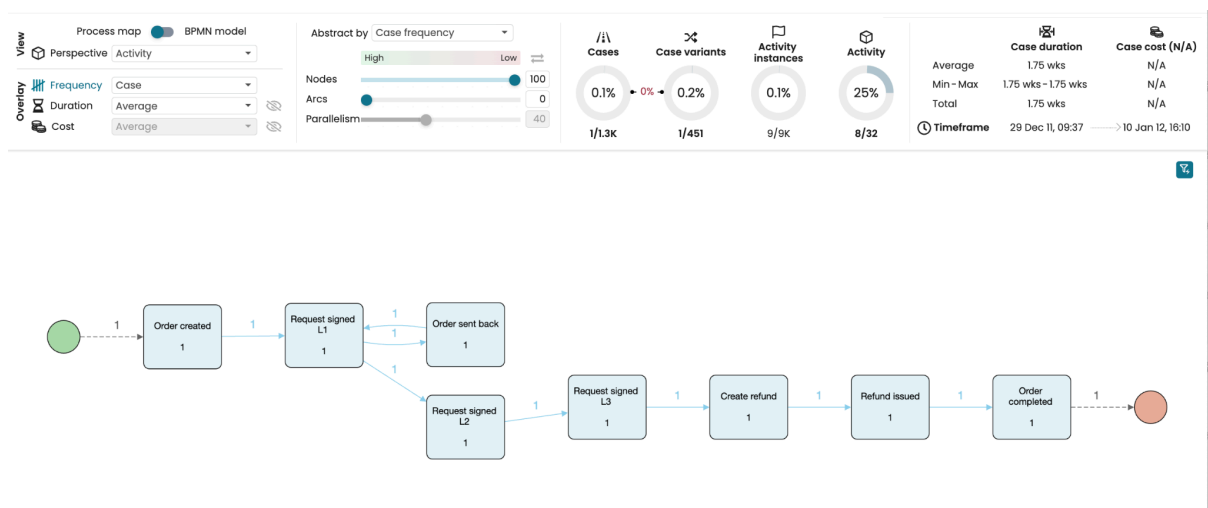 View
Process map BPMN model
Perspective Activity
Overlay
Frequency Case
Duration Average
Cost Average
Abstract by Case frequency
High Low
Nodes 100
Arcs 0
Parallelism 40
Cases
0.1%
1/1.3K
0%
Case variants
0.2%
1/451
Activity
instances
0.1%
9/9K
Activity
25%
8/32
Case duration Case cost (N/A)
Average 1.75 wks N/A
Min - Max 1.75 wks - 1.75 wks N/A
Total 1.75 wks N/A
Timeframe 29 Dec 11, 09:37 10 Jan 12, 16:10
1
Order created
1
1
Request signed
L1
1
1
1
Order sent back
1
1
Request signed
L2
1
1
Request signed
L3
1
1
Create refund
1
1
Refund issued
1
1
Order
completed
1
1